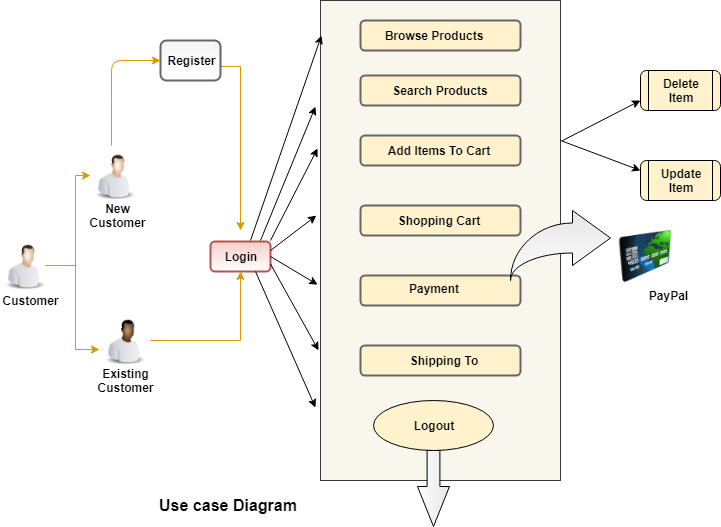 Browse Products
Register
Search Products
Delete
Item
Add Items To Cart
Update
Item
New
Customer
Shopping Cart
Login
Customer
Payment
PayPal
Shipping To
Existing
Customer
Logout
Use case Diagram